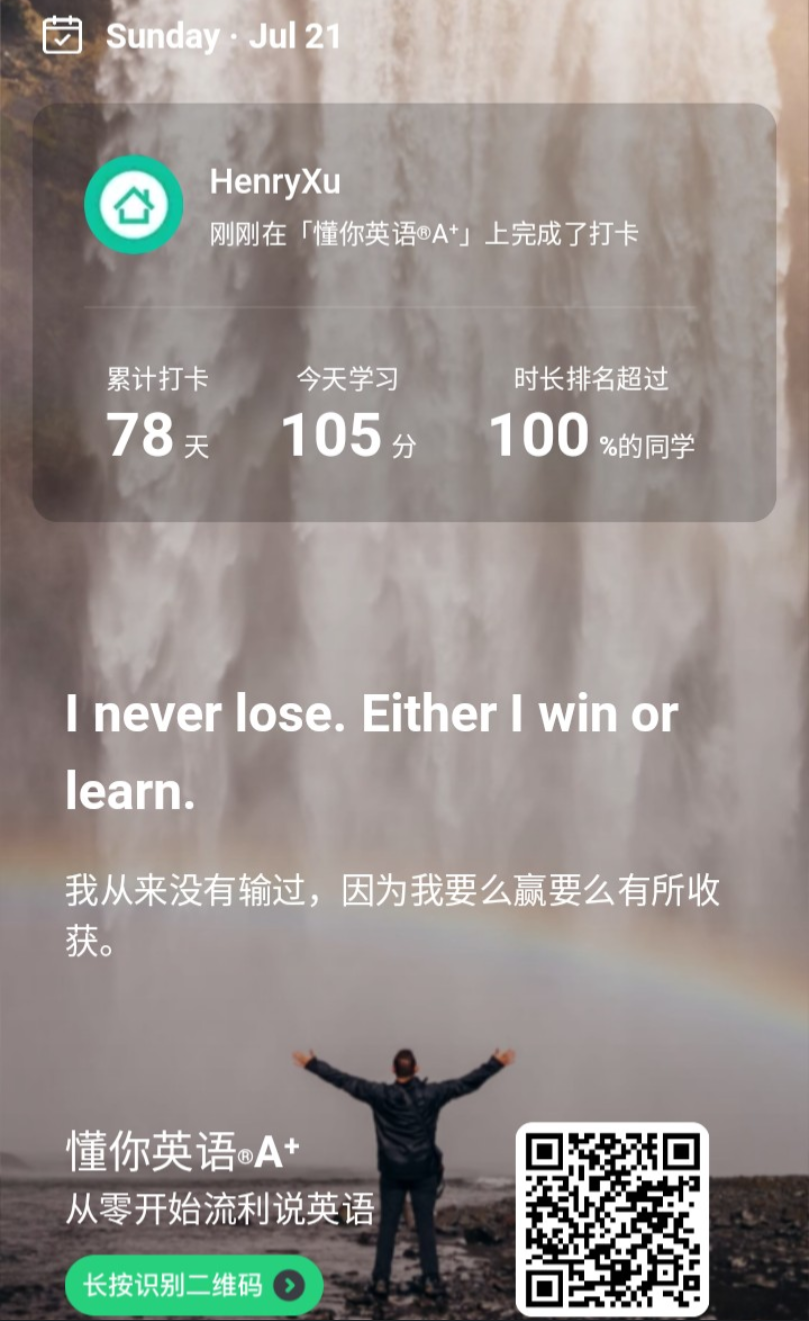 Sunday · Jul 21
HenryXu
刚刚在「懂你英语®A⁺」上完成了打卡
累计打卡 今天学习 时长排名超过
78 天 105 分 100 %的同学
I never lose. Either I win or
learn.
我从来没有输过，因为我要么赢要么有所收
获。
懂你英语®A⁺
从零开始流利说英语
长按识别二维码